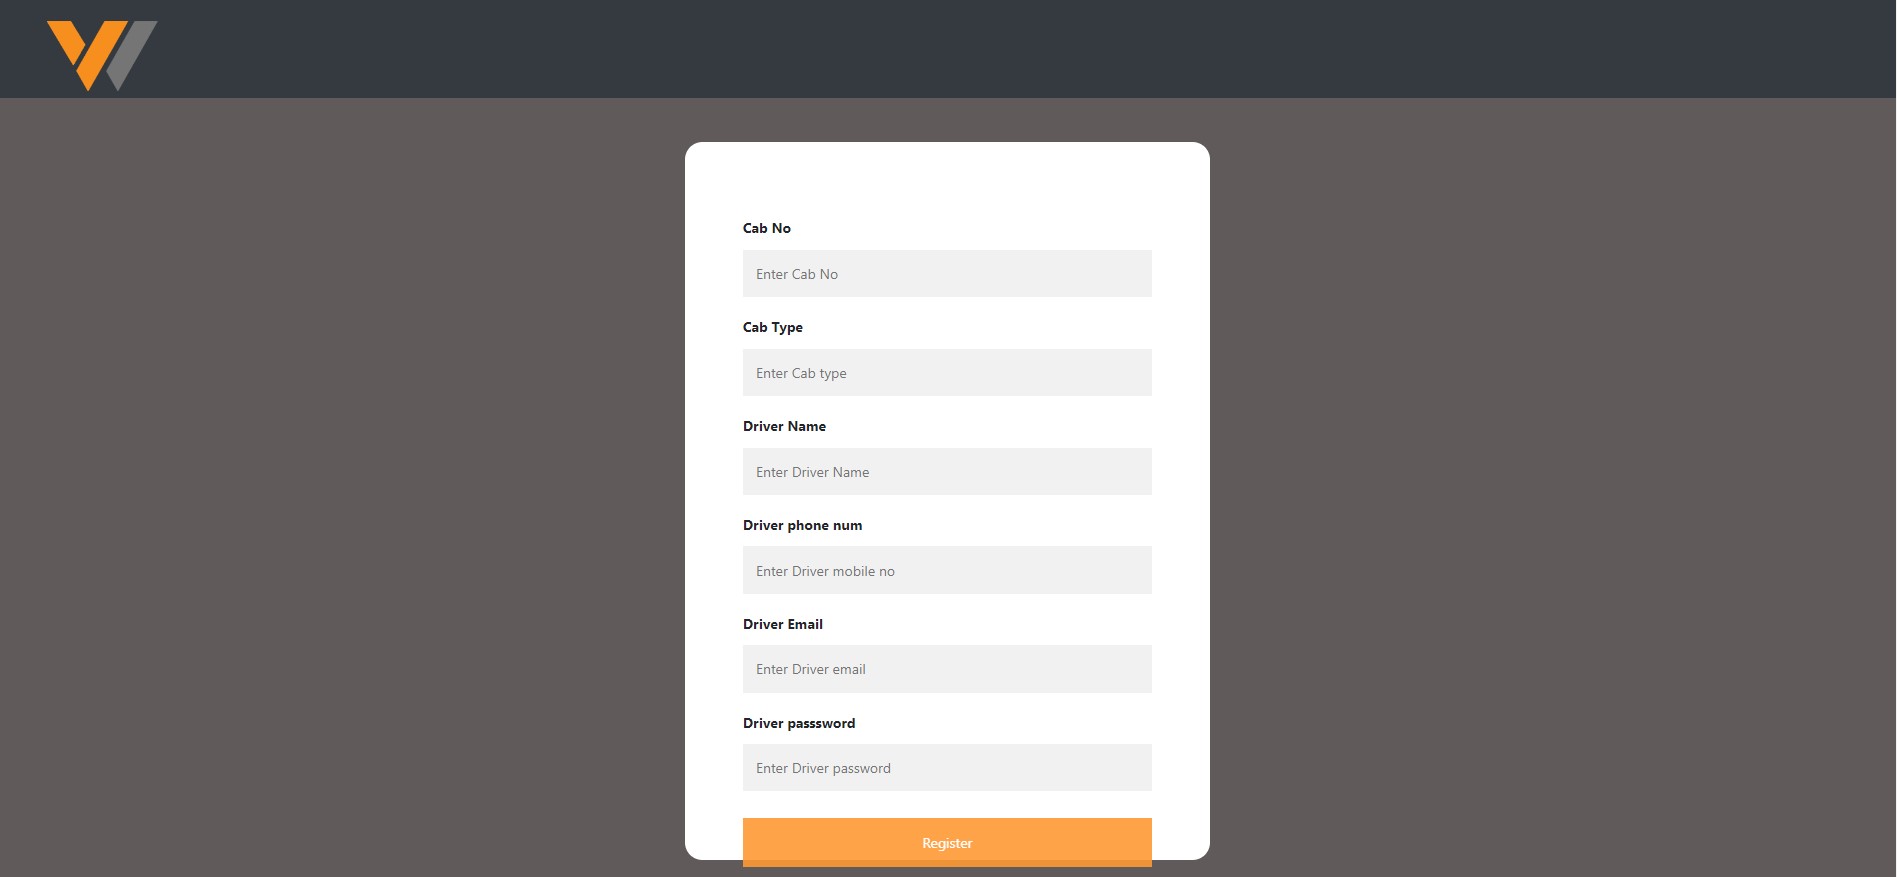 Cab No
Enter Cab No
Cab Type
Enter Cab type
Driver Name
Enter Driver Name
Driver phone num
Enter Driver mobile no
Driver Email
Enter Driver email
Driver passsword
Enter Driver password
Register